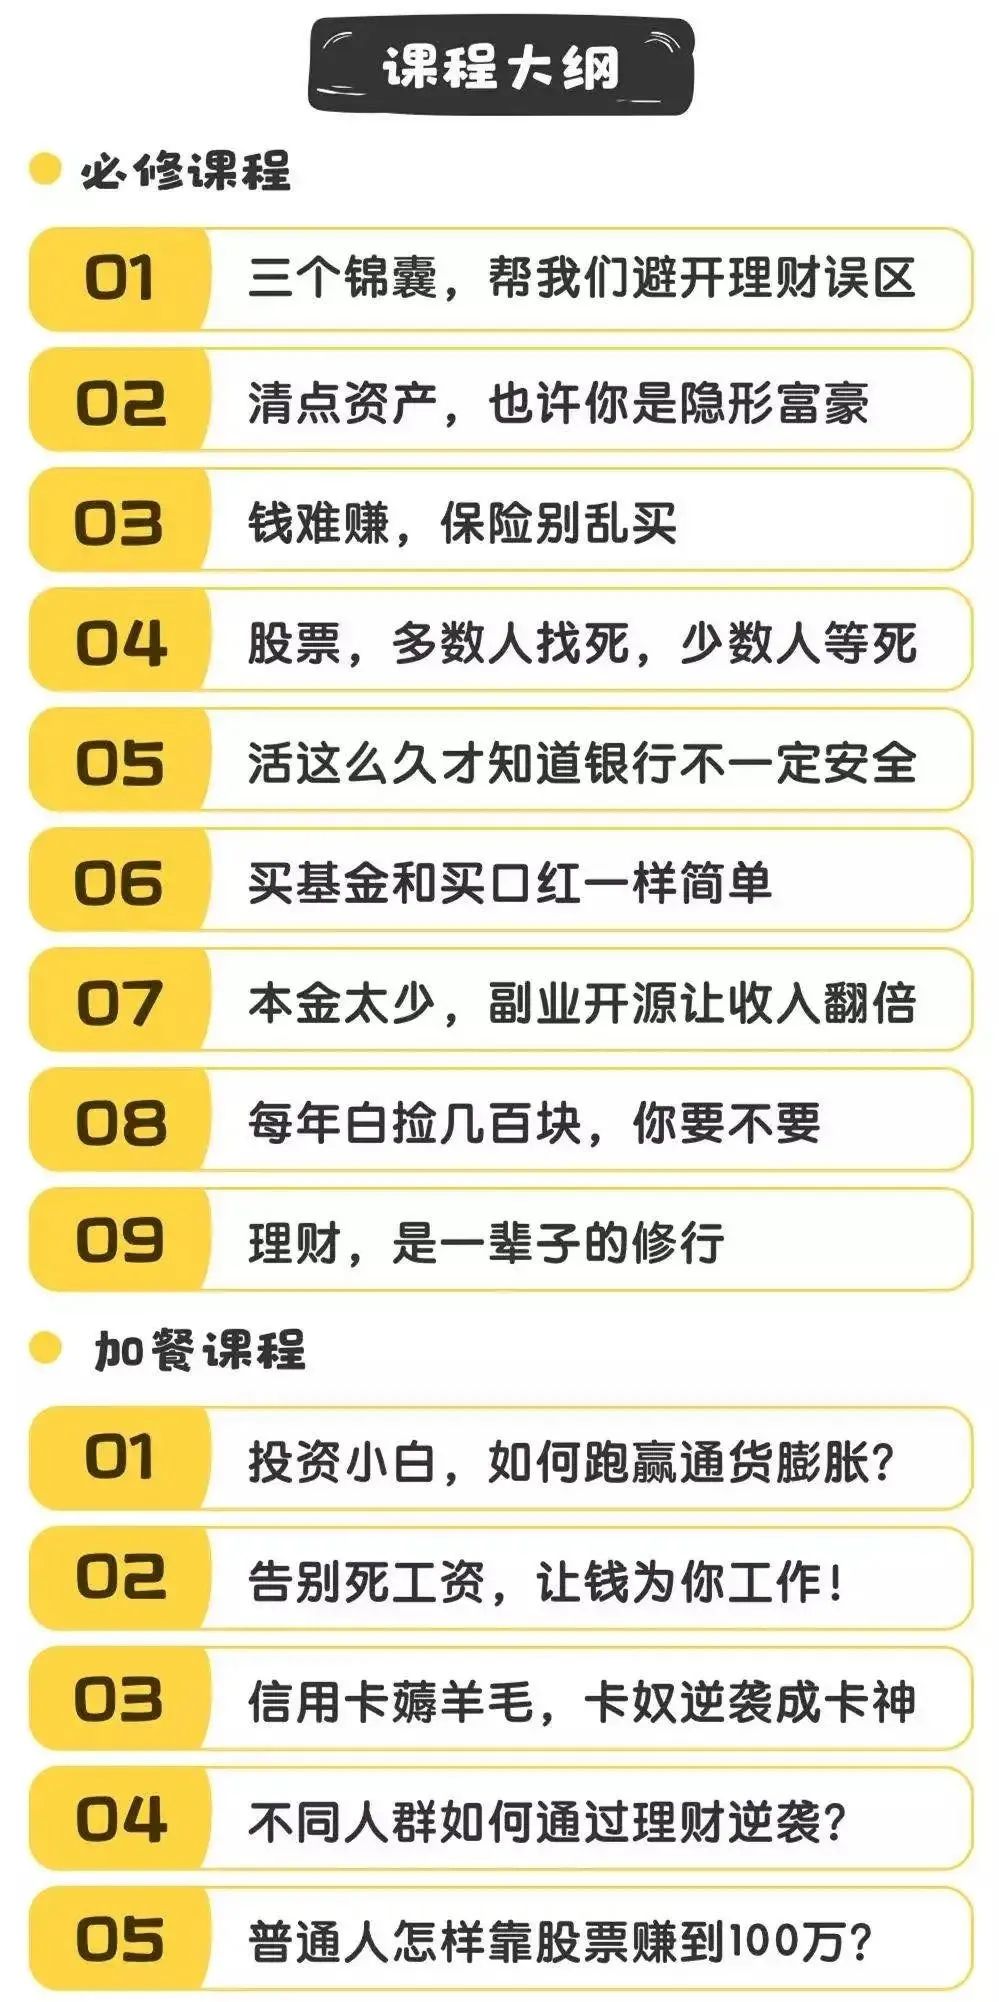 课程大纲
必修课程
01 三个锦囊，帮我们避开理财误区
02 清点资产，也许你是隐形富豪
03 钱难赚，保险别乱买
04 股票，多数人找死，少数人等死
05 活这么久才知道银行不一定安全
06 买基金和买口红一样简单
07 本金太少，副业开源让收入翻倍
08 每年白捡几百块，你要不要
09 理财，是一辈子的修行
加餐课程
01 投资小白，如何跑赢通货膨胀？
02 告别死工资，让钱为你工作！
03 信用卡薅羊毛，卡奴逆袭成卡神
04 不同人群如何通过理财逆袭？
05 普通人怎样靠股票赚到100万？